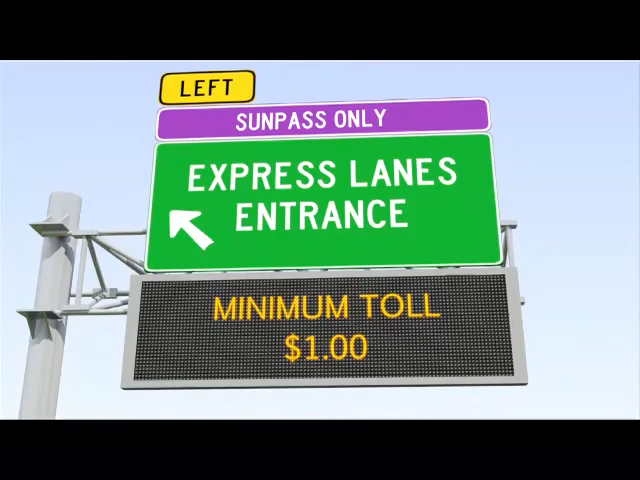 LEFT
SUNPASS ONLY
EXPRESS LANES
ENTRANCE
MINIMUM TOLL
$1.00